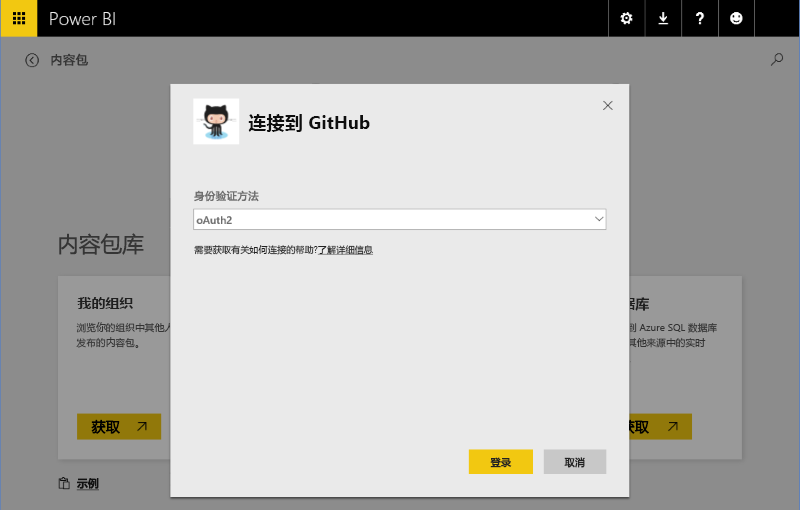 Power BI
内容包
连接到 GitHub
身份验证方法
oAuth2
需要获取有关如何连接的帮助?了解详细信息
内容包库
我的组织
浏览你的组织中其他人
发布的内容包。
获取
据库
到 Azure SQL 数据库
其他来源中的实时
获取
登录
取消
示例